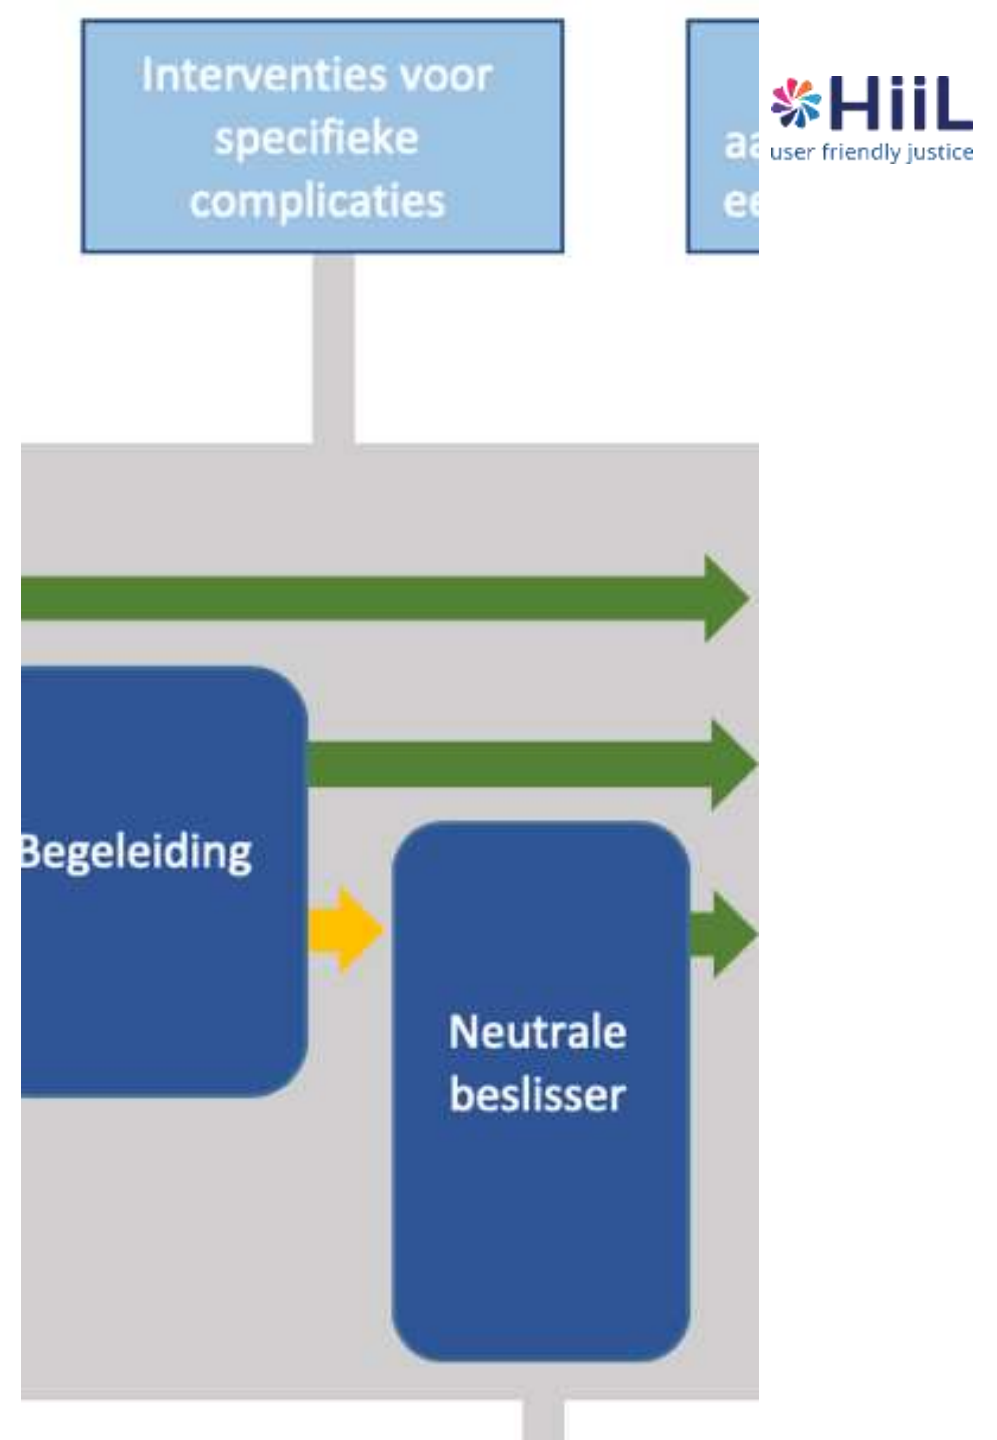 Interventies voor
specifieke
complicaties
HiiL
user friendly justice
Begeleiding
Neutrale
beslisser